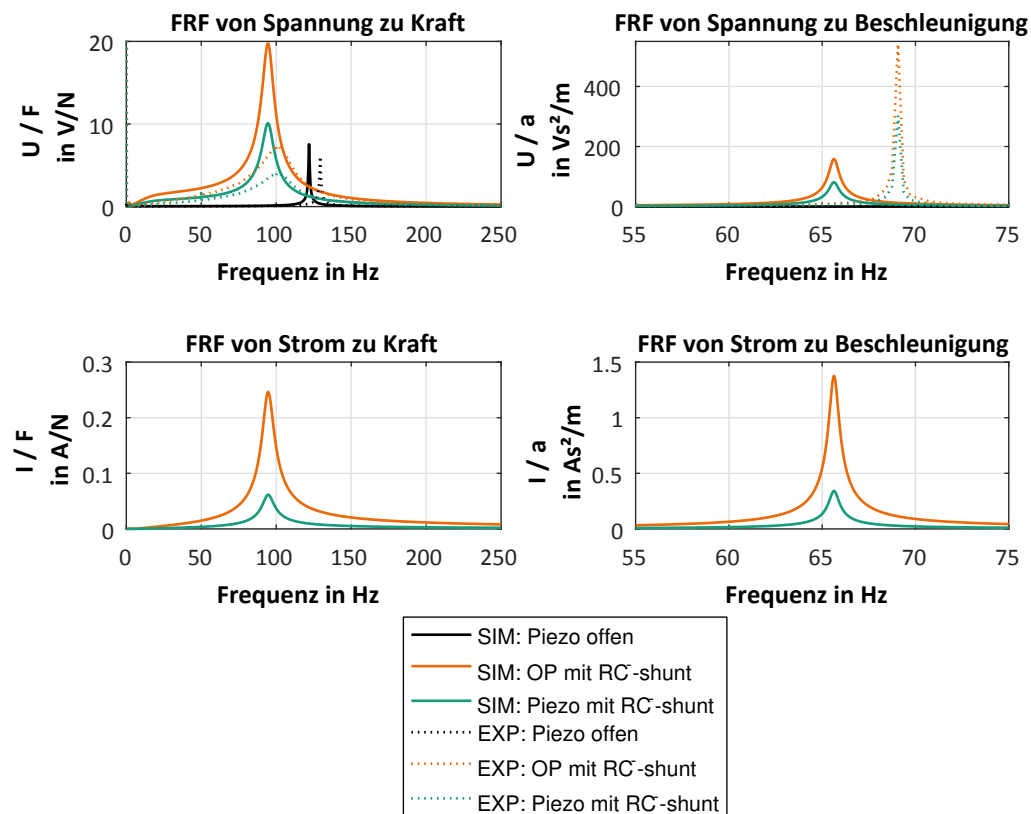 FRF von Spannung zu Kraft
20
10
0
U / F
in V/N
0 50 100 150 200 250
Frequenz in Hz
FRF von Spannung zu Beschleunigung
400
200
0
U / a
in Vs²/m
55 60 65 70 75
Frequenz in Hz
FRF von Strom zu Kraft
0.3
0.2
0.1
0
I / F
in A/N
0 50 100 150 200 250
Frequenz in Hz
FRF von Strom zu Beschleunigung
1.5
1
0.5
0
I / a
in As²/m
55 60 65 70 75
Frequenz in Hz
SIM: Piezo offen
SIM: OP mit RC⁻-shunt
SIM: Piezo mit RC⁻-shunt
EXP: Piezo offen
EXP: OP mit RC⁻-shunt
EXP: Piezo mit RC⁻-shunt